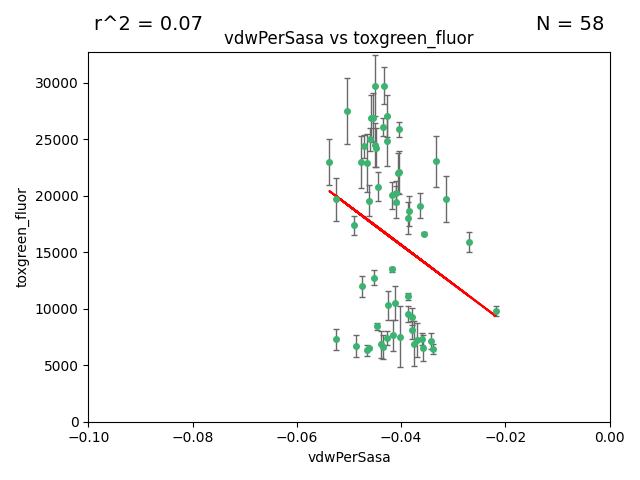 r^2 = 0.07
N = 58
vdwPerSasa vs toxgreen_fluor
30000
25000
20000
15000
10000
5000
0
toxgreen_fluor
−0.10
−0.08
−0.06
−0.04
−0.02
0.00
vdwPerSasa